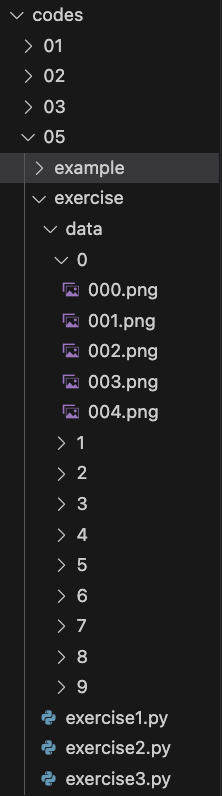 codes
01
02
03
05
example
exercise
data
0
000.png
001.png
002.png
003.png
004.png
1
2
3
4
5
6
7
8
9
exercise1.py
exercise2.py
exercise3.py